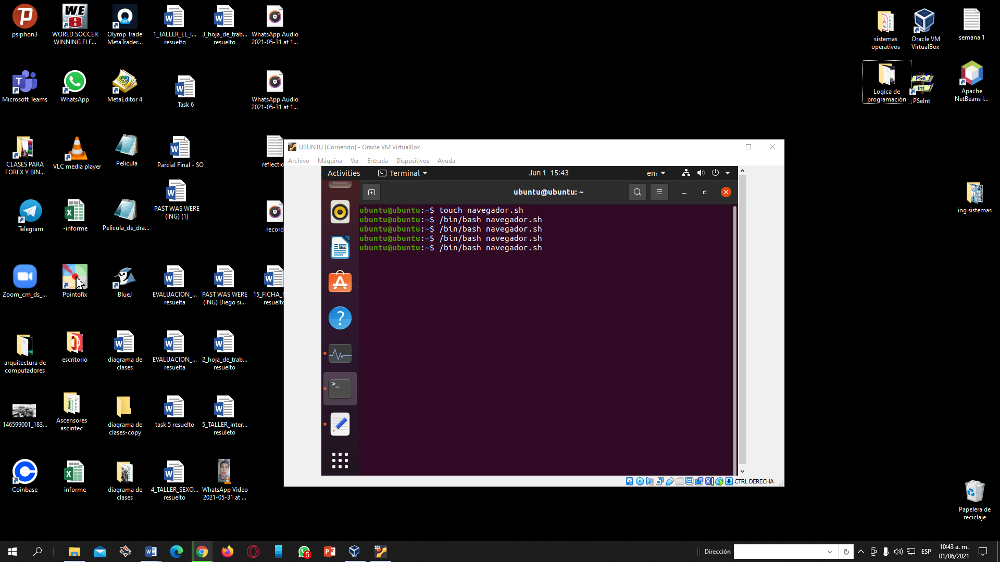 psiphon3
WORLD SOCCER
WINNING ELE...
Olymp Trade
MetaTrader...
1_TALLER_EL_I...
resuelto
3_hoja_de_trab...
resuelto
WhatsApp Audio
2021-05-31 at 1...
sistemas
operativos
Oracle VM
VirtualBox
semana 1
Microsoft Teams
WhatsApp
MetaEditor 4
Task 6
WhatsApp Audio
2021-05-31 at 1...
Logica de
programación
PSeInt
Apache
NetBeans I...
CLASES PARA
FOREX Y BIN...
VLC media player
Pelicula
Parcial Final - SO
reflectio
PAST WAS WERE
(ING) (1)
Telegram
-informe
Pelicula_de_dra...
record
ing sistemas
Zoom_cm_ds_...
Pointofix
BlueJ
EVALUACION_...
resuelta
PAST WAS WERE
(ING) Diego si...
15_FICHA_
resuelto
arquitectura de
computadores
escritorio
diagrama de
clases
EVALUACION_...
resuelta
2_hoja_de_trab...
resuelto
146599001_183...
Ascensores
ascintec
diagrama de
clases-copy
task 5 resuelto
5_TALLER_inter...
resuleto
Coinbase
informe
diagrama de
clases
4_TALLER_SEXO...
resuelto
WhatsApp Video
2021-05-31 at ...
Papelera de
reciclaje
UBUNTU [Corriendo] - Oracle VM VirtualBox
Archivo Máquina Ver Entrada Dispositivos Ayuda
Activities Terminal Jun 1 15:43 en₁
ubuntu@ubuntu: ~
ubuntu@ubuntu:~$ touch navegador.sh
ubuntu@ubuntu:~$ /bin/bash navegador.sh
ubuntu@ubuntu:~$ /bin/bash navegador.sh
ubuntu@ubuntu:~$ /bin/bash navegador.sh
ubuntu@ubuntu:~$ /bin/bash navegador.sh
CTRL DERECHA
Dirección
ESP
10:43 a. m.
01/06/2021